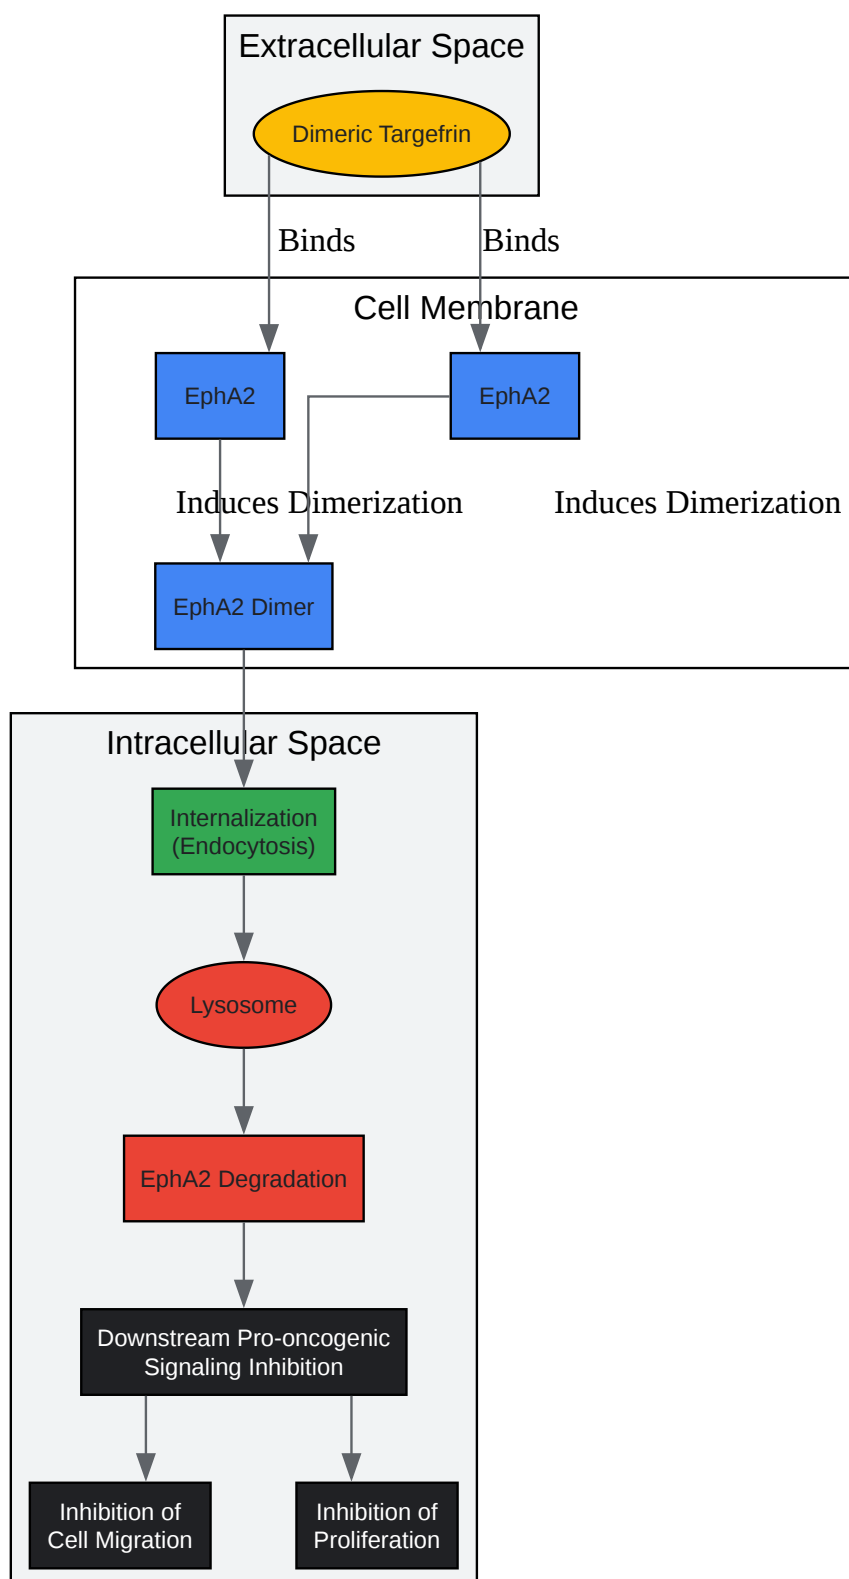 Extracellular Space
Dimeric Targefrin
Binds
Binds
Cell Membrane
EphA2
EphA2
Induces Dimerization
Induces Dimerization
EphA2 Dimer
Intracellular Space
Internalization
(Endocytosis)
Lysosome
EphA2 Degradation
Downstream Pro-oncogenic
Signaling Inhibition
Inhibition of
Cell Migration
Inhibition of
Proliferation